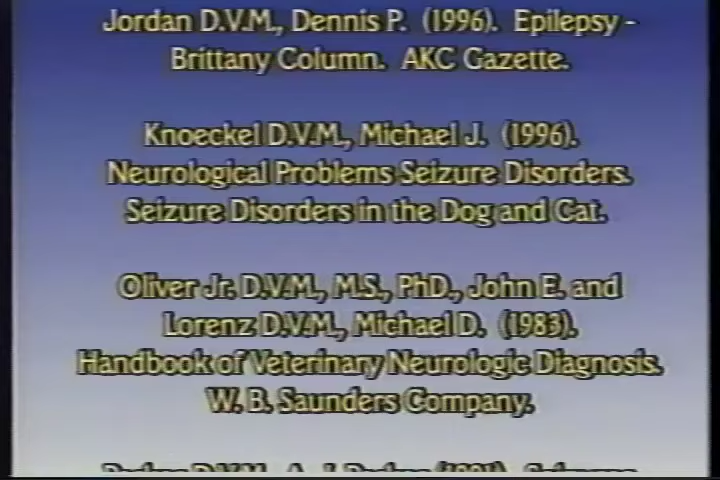 Jordan D.V.M., Dennis P. (1996). Epilepsy -
Brittany Column. AKC Gazette.
Knoeckel D.V.M., Michael J. (1996).
Neurological Problems Seizure Disorders.
Seizure Disorders in the Dog and Cat.
Oliver Jr. D.V.M., M.S., PhD., John E. and
Lorenz D.V.M., Michael D. (1983).
Handbook of Veterinary Neurologic Diagnosis.
W. B. Saunders Company.